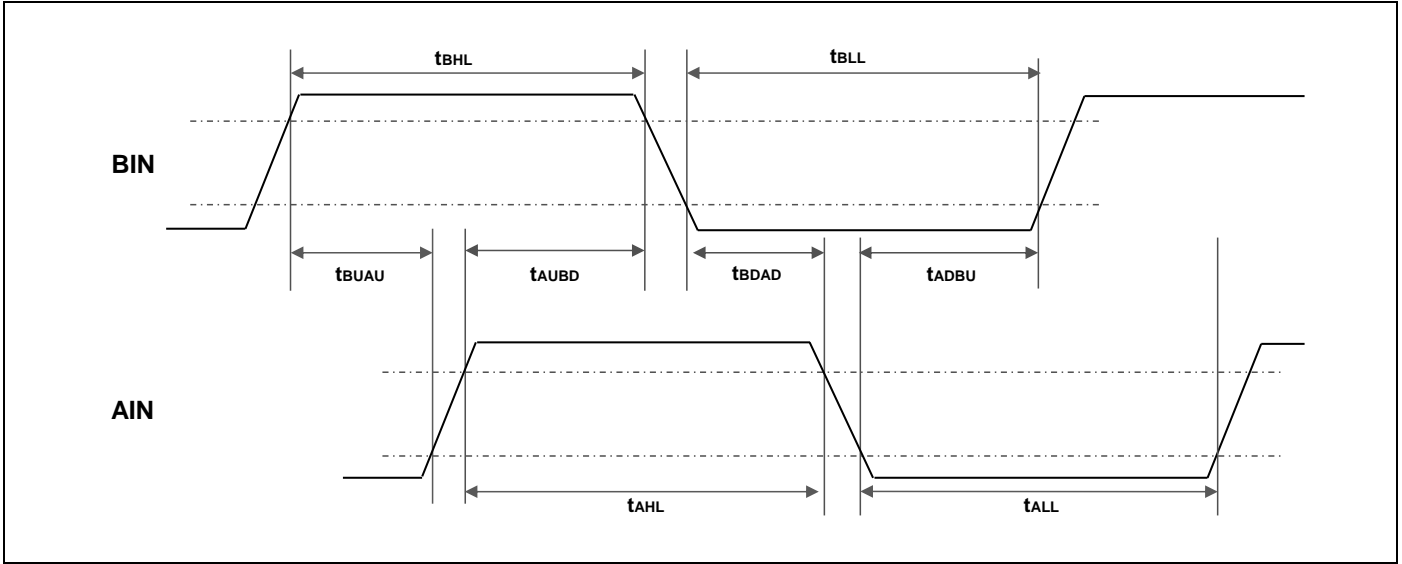 tBHL
tBLL
BIN
tBUAU
tAUBD
tBDAD
tADBU
AIN
tAHL
tALL